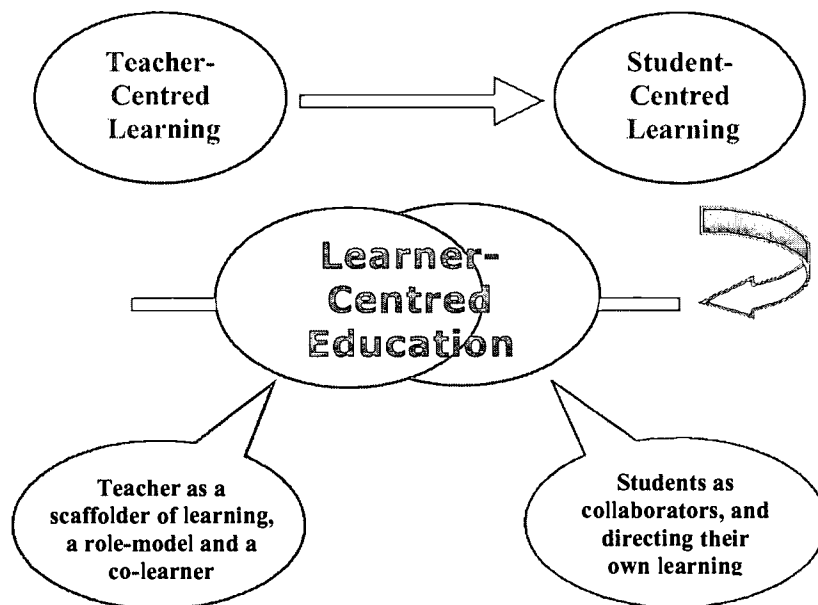 Teacher-
Centred
Learning
Student-
Centred
Learning
Learner-
Centred
Education
Teacher as a
scaffolder of learning,
a role-model and a
co-learner
Students as
collaborators, and
directing their
own learning